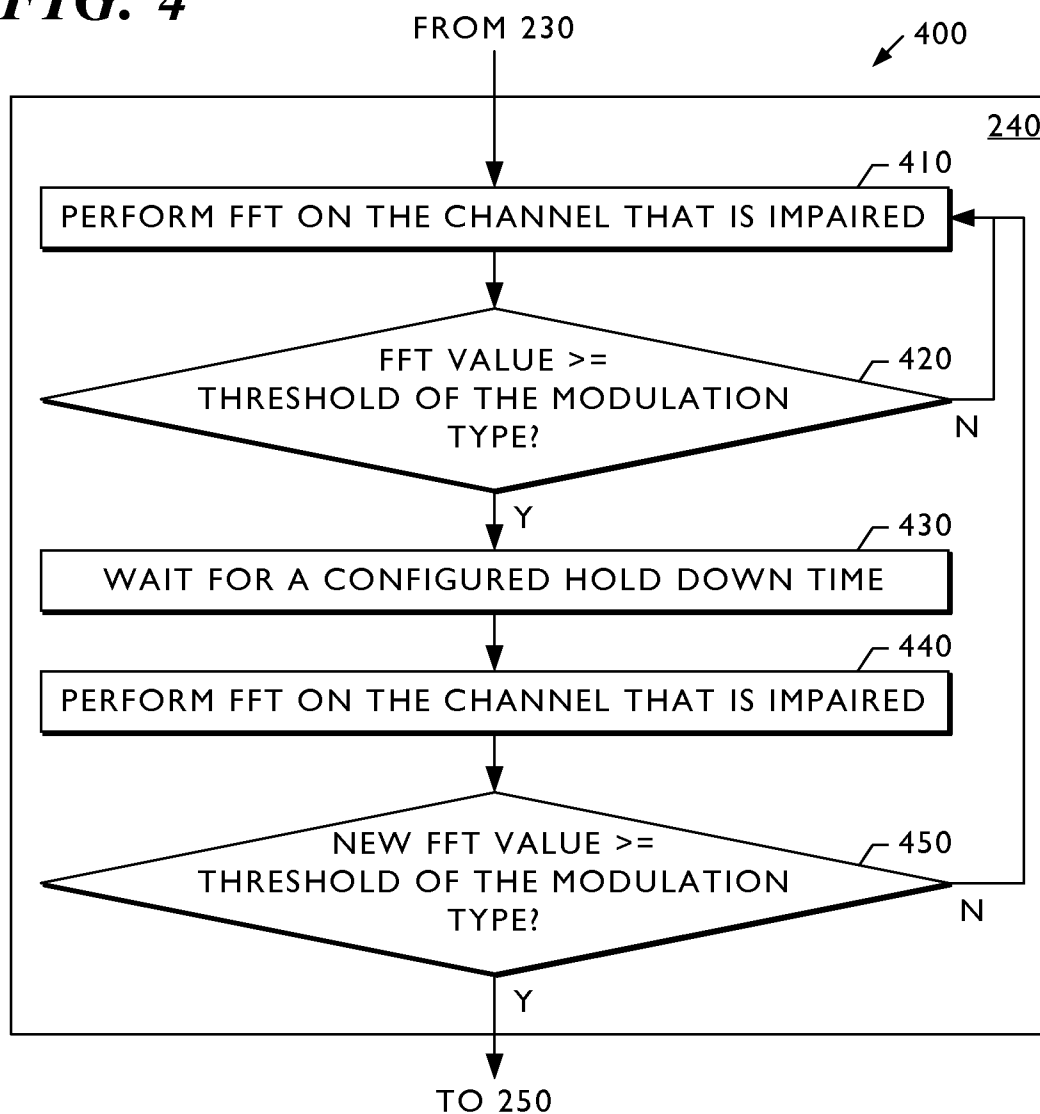 FIG. 4
FROM 230
400
240
410
PERFORM FFT ON THE CHANNEL THAT IS IMPAIRED
FFT VALUE >=
THRESHOLD OF THE MODULATION
TYPE?
420
N
Y
430
WAIT FOR A CONFIGURED HOLD DOWN TIME
440
PERFORM FFT ON THE CHANNEL THAT IS IMPAIRED
NEW FFT VALUE >=
THRESHOLD OF THE MODULATION
TYPE?
450
N
Y
TO 250